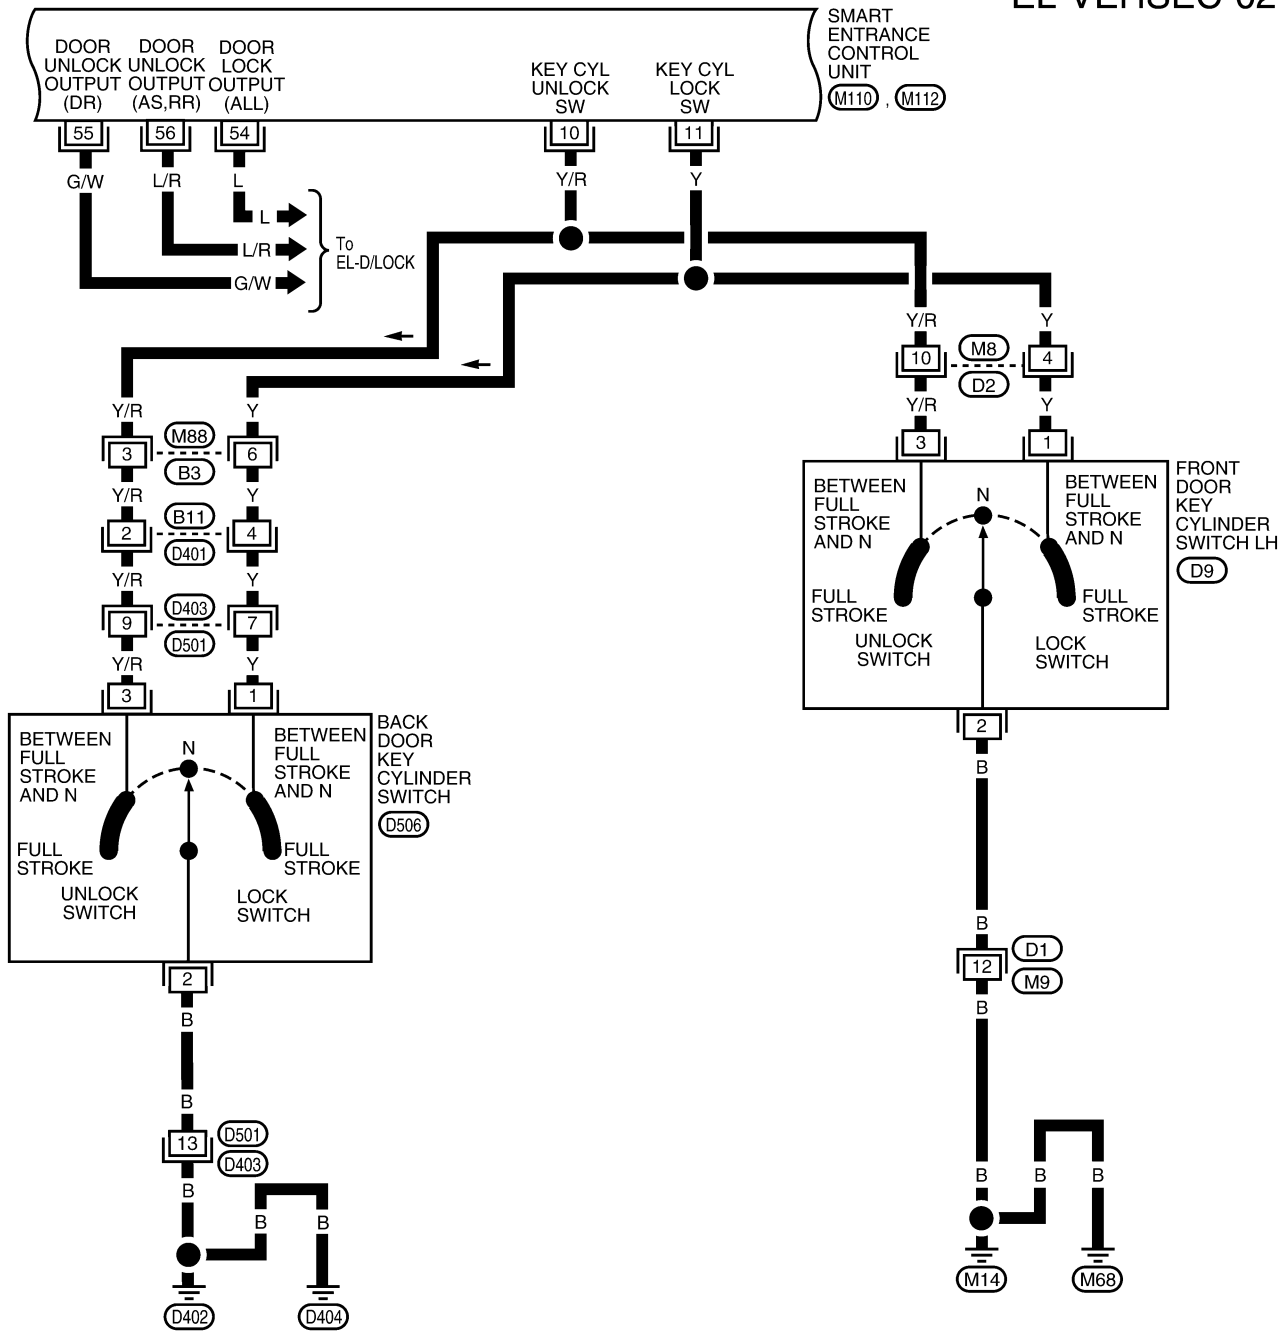 SMART
ENTRANCE
CONTROL
UNIT
M110 , M112
DOOR
UNLOCK
OUTPUT
(DR)
DOOR
UNLOCK
OUTPUT
(AS,RR)
DOOR
LOCK
OUTPUT
(ALL)
KEY CYL
UNLOCK
SW
KEY CYL
LOCK
SW
55 56 54 10 11
G/W L/R L Y/R Y
L
L/R
G/W
To
EL-D/LOCK
Y/R Y
10 M8 4
D2
Y/R Y
3 1
Y/R Y
3 M88 6
B3
Y/R Y
2 B11 4
D401
Y/R Y
9 D403 7
D501
Y/R Y
3 1
BETWEEN
FULL
STROKE
AND N
N
BETWEEN
FULL
STROKE
AND N
FULL
STROKE
FULL
STROKE
UNLOCK
SWITCH
LOCK
SWITCH
FRONT
DOOR
KEY
CYLINDER
SWITCH LH
D9
2
B
B
12
D1
M9
B
B B B
M14 M68
BETWEEN
FULL
STROKE
AND N
N
BETWEEN
FULL
STROKE
AND N
FULL
STROKE
FULL
STROKE
UNLOCK
SWITCH
LOCK
SWITCH
BACK
DOOR
KEY
CYLINDER
SWITCH
D506
2
B
B
13
D501
D403
B
B B
D402 D404